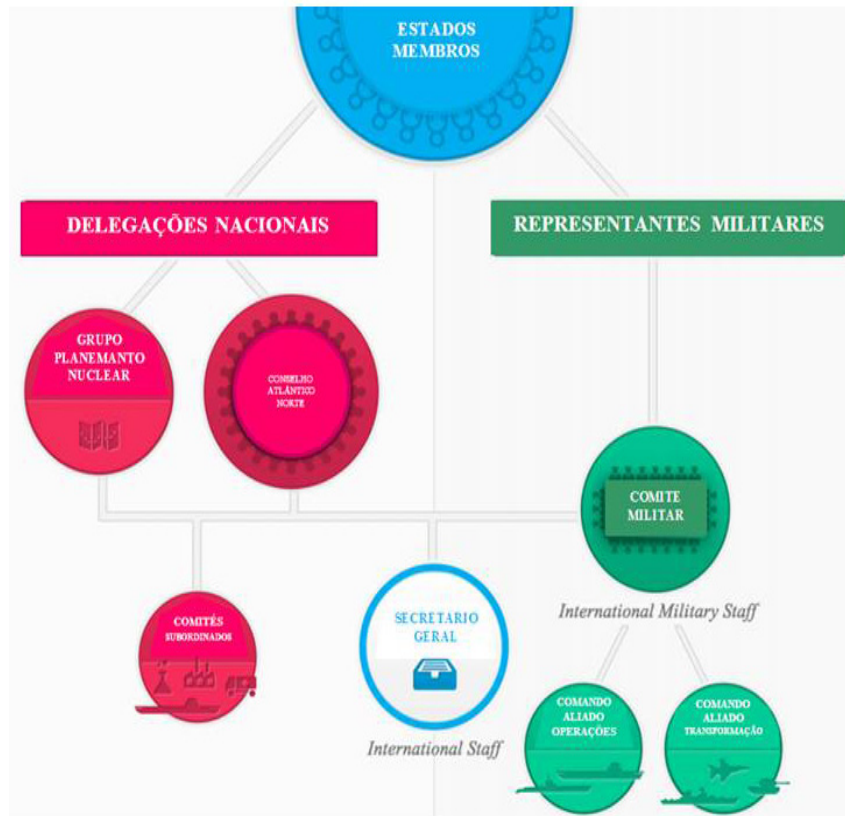 ESTADOS
MEMBROS
DELEGAÇÕES NACIONAIS
REPRESENTANTES MILITARES
GRUPO
PLANEMANTO
NUCLEAR
CONSELHO
ATLÂNTICO
NORTE
COMITE
MILITAR
International Military Staff
COMITÉS
SUBORDINADOS
SECRETARIO
GERAL
International Staff
COMANDO
ALIADO
OPERAÇÕES
COMANDO
ALIADO
TRANSFORMAÇÃO